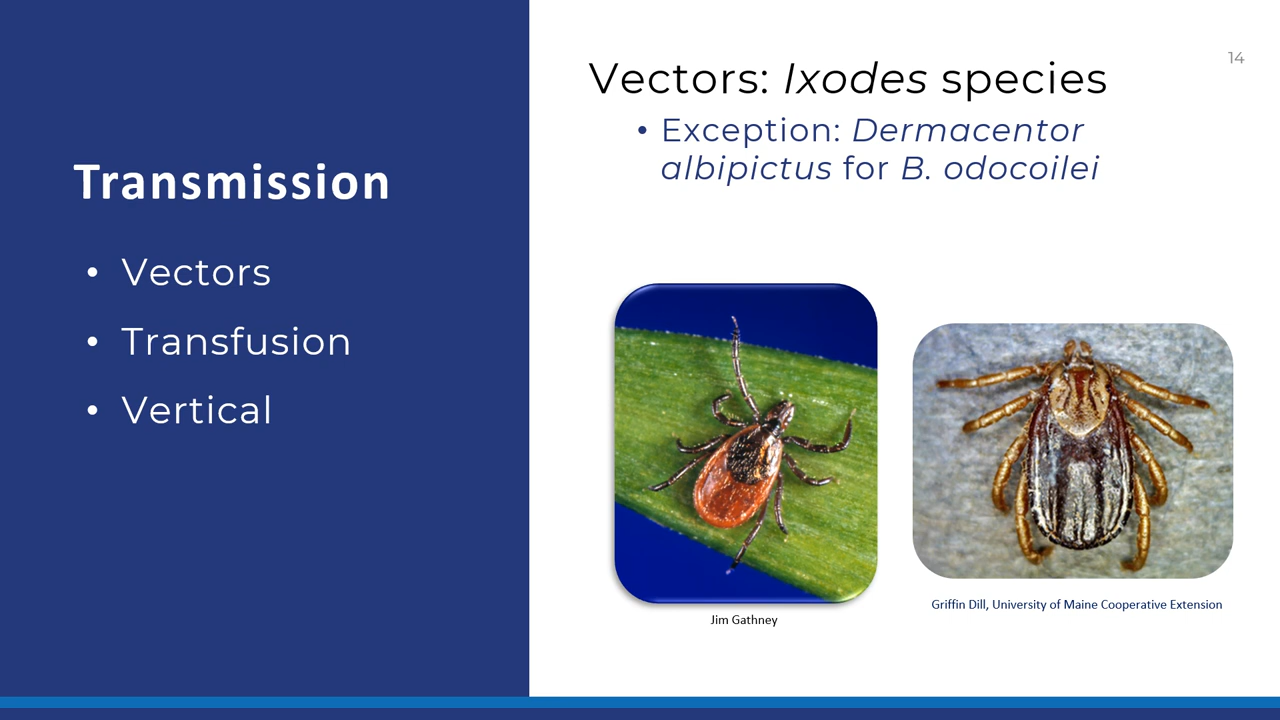 Transmission
• Vectors
• Transfusion
• Vertical
14
Vectors: Ixodes species
• Exception: Dermacentor
albipictus for B. odocoilei
Jim Gathney
Griffin Dill, University of Maine Cooperative Extension